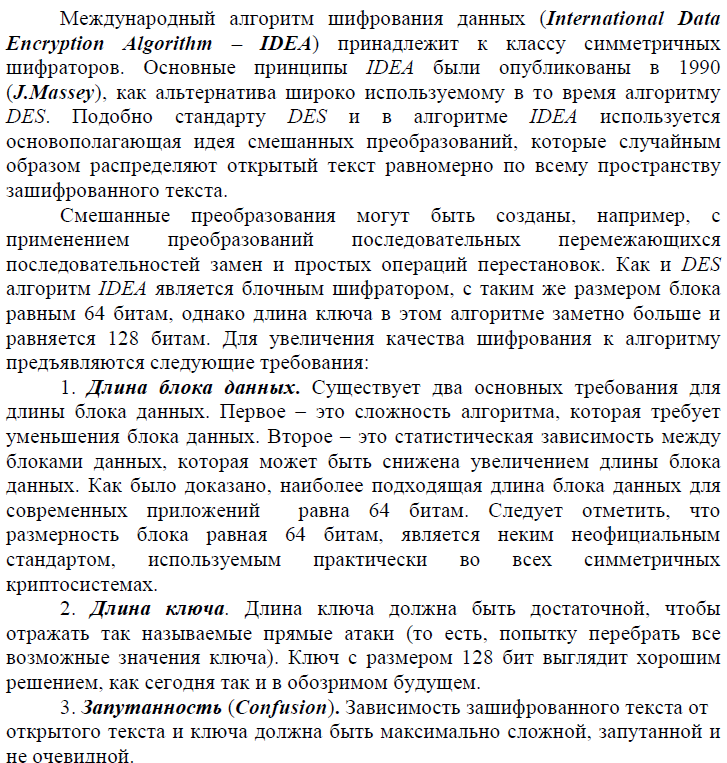 Международный алгоритм шифрования данных (International Data
Encryption Algorithm – IDEA) принадлежит к классу симметричных
шифраторов. Основные принципы IDEA были опубликованы в 1990
(J.Massey), как альтернатива широко используемому в то время алгоритму
DES. Подобно стандарту DES и в алгоритме IDEA используется
основополагающая идея смешанных преобразований, которые случайным
образом распределяют открытый текст равномерно по всему пространству
зашифрованного текста.
Смешанные преобразования могут быть созданы, например, с
применением преобразований последовательных перемежающихся
последовательностей замен и простых операций перестановок. Как и DES
алгоритм IDEA является блочным шифратором, с таким же размером блока
равным 64 битам, однако длина ключа в этом алгоритме заметно больше и
равняется 128 битам. Для увеличения качества шифрования к алгоритму
предъявляются следующие требования:
1. Длина блока данных. Существует два основных требования для
длины блока данных. Первое – это сложность алгоритма, которая требует
уменьшения блока данных. Второе – это статистическая зависимость между
блоками данных, которая может быть снижена увеличением длины блока
данных. Как было доказано, наиболее подходящая длина блока данных для
современных приложений равна 64 битам. Следует отметить, что
размерность блока равная 64 битам, является неким неофициальным
стандартом, используемым практически во всех симметричных
криптосистемах.
2. Длина ключа. Длина ключа должна быть достаточной, чтобы
отражать так называемые прямые атаки (то есть, попытку перебрать все
возможные значения ключа). Ключ с размером 128 бит выглядит хорошим
решением, как сегодня так и в обозримом будущем.
3. Запутанность (Confusion). Зависимость зашифрованного текста от
открытого текста и ключа должна быть максимально сложной, запутанной и
не очевидной.